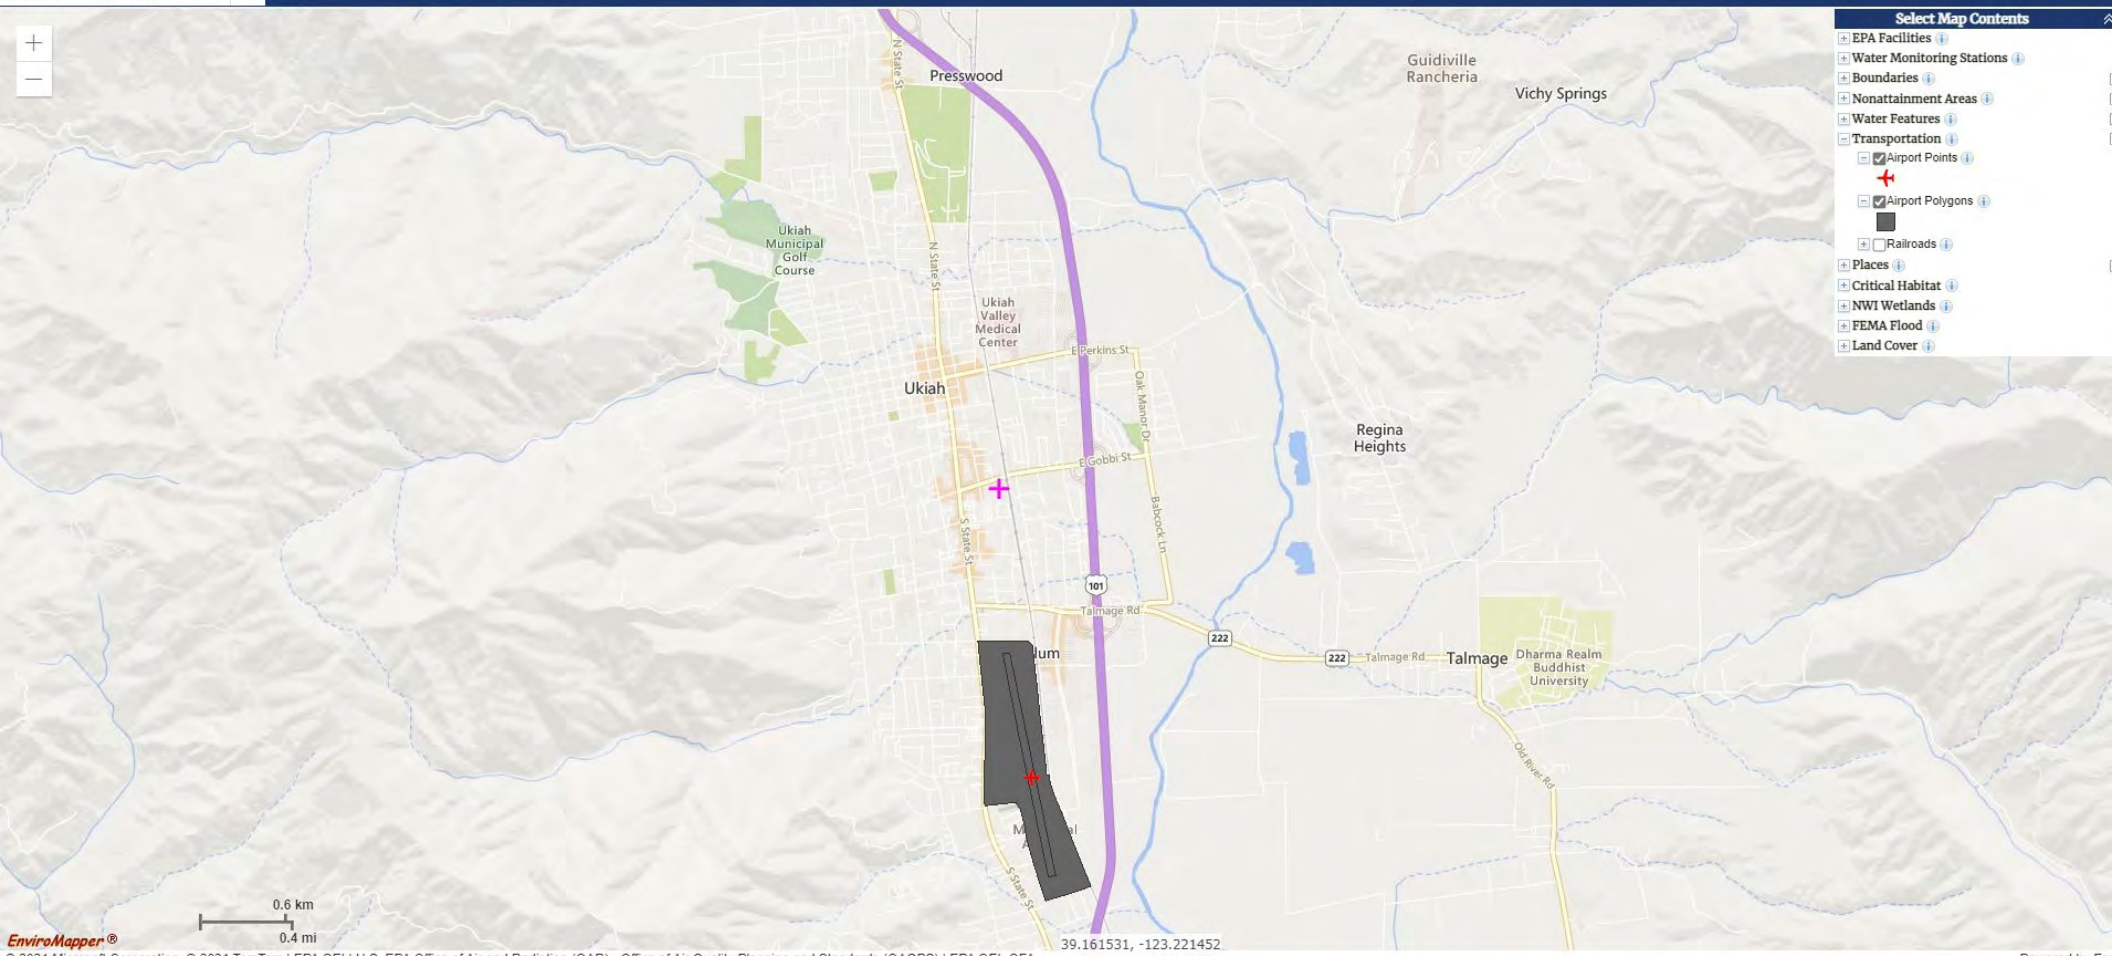 Select Map Contents
EPA Facilities
Water Monitoring Stations
Boundaries
Nonattainment Areas
Water Features
Transportation
Airport Points
Airport Polygons
Railroads
Places
Critical Habitat
NWI Wetlands
FEMA Flood
Land Cover
N State St
Presswood
Guidiville
Rancheria
Vichy Springs
Ukiah
Municipal
Golf
Course
N State St
Ukiah
Valley
Medical
Center
E Perkins St
Ukiah
Oak Manor Dr
Regina
Heights
E Gobbi St
Babcock Ln
S State St
101
Talmage Rd
222
222
Talmage Rd
Talmage
Dharma Realm
Buddhist
University
lum
Old River Rd
M al
A
S State St
0.6 km
0.4 mi
EnviroMapper ®
39.161531, -123.221452